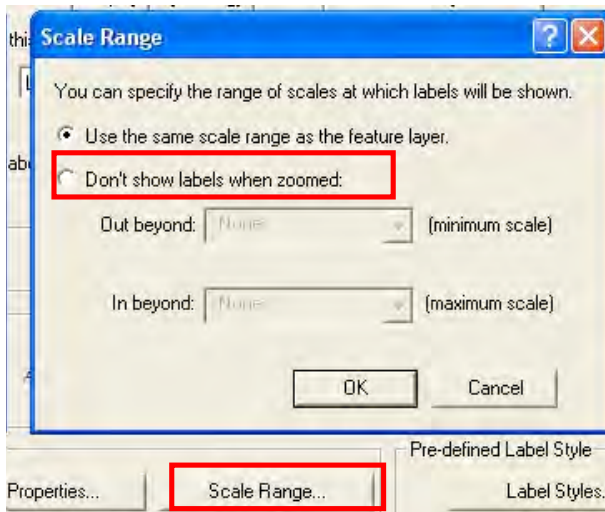 Scale Range
You can specify the range of scales at which labels will be shown.
Use the same scale range as the feature layer.
Don't show labels when zoomed:
Out beyond: None (minimum scale)
In beyond: None (maximum scale)
OK Cancel
Pre-defined Label Style
Properties... Scale Range... Label Styles.